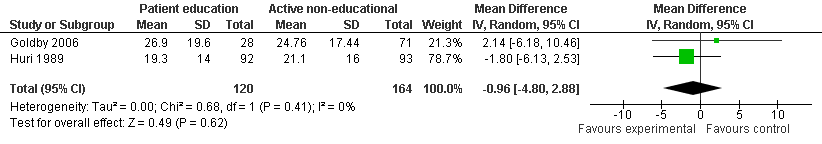 Patient education Active non-educational Mean Difference Mean Difference
Study or Subgroup Mean SD Total Mean SD Total Weight IV, Random, 95% CI IV, Random, 95% CI
Goldby 2006 26.9 19.6 28 24.76 17.44 71 21.3% 2.14 [-6.18, 10.46]
Huri 1989 19.3 14 92 21.1 16 93 78.7% -1.80 [-6.13, 2.53]
Total (95% CI) 120 164 100.0% -0.96 [-4.80, 2.88]
Heterogeneity: Tau² = 0.00; Chi² = 0.68, df = 1 (P = 0.41); I² = 0%
Test for overall effect: Z = 0.49 (P = 0.62)
-10 -5 0 5 10
Favours experimental Favours control